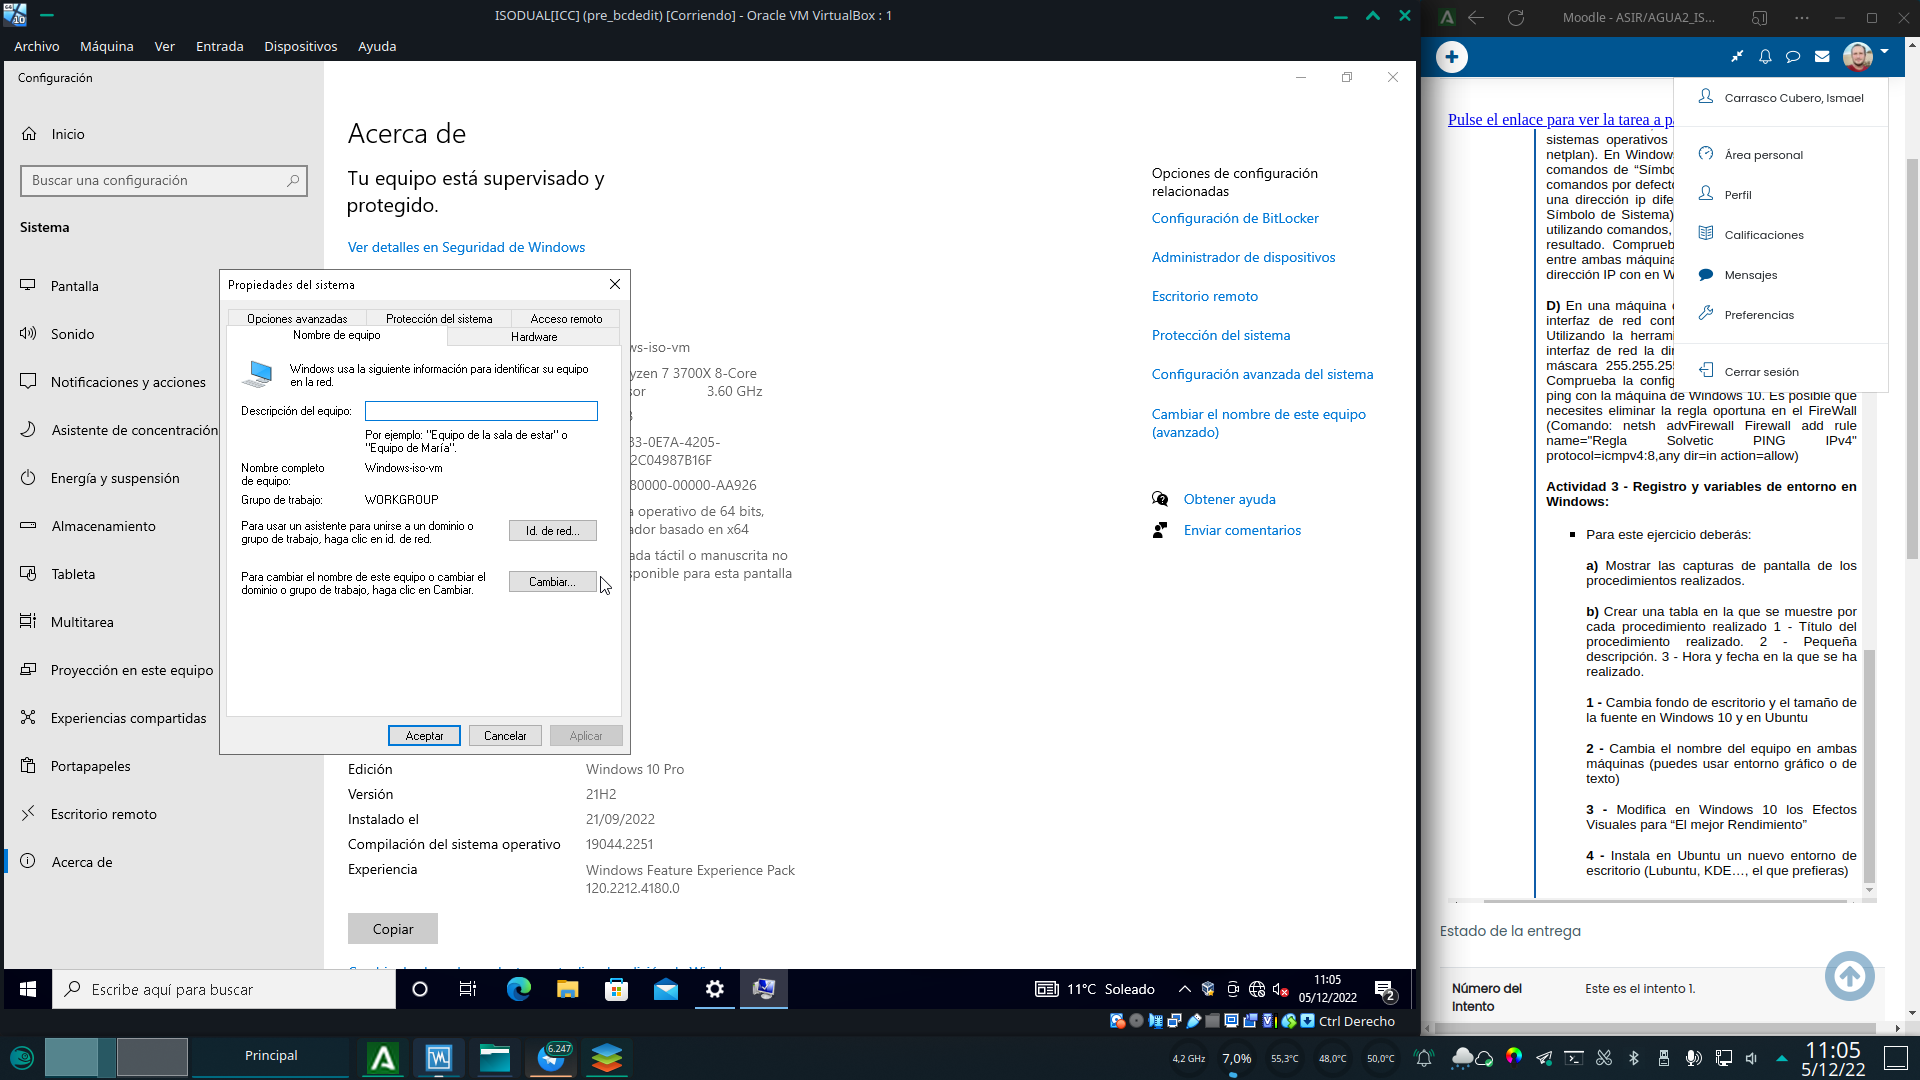 ISODUAL[ICC] (pre_bcdedit) [Corriendo] - Oracle VM VirtualBox : 1
Archivo Máquina Ver Entrada Dispositivos Ayuda
Configuración
Inicio
Buscar una configuración
Sistema
Pantalla
Sonido
Notificaciones y acciones
Asistente de concentración
Energía y suspensión
Almacenamiento
Tableta
Multitarea
Proyección en este equipo
Experiencias compartidas
Portapapeles
Escritorio remoto
Acerca de
Acerca de
Tu equipo está supervisado y
protegido.
Ver detalles en Seguridad de Windows
Propiedades del sistema
Opciones avanzadas Protección del sistema Acceso remoto
Nombre de equipo Hardware
Windows usa la siguiente información para identificar su equipo
en la red.
Descripción del equipo:
Por ejemplo: "Equipo de la sala de estar" o
"Equipo de María".
Nombre completo
de equipo:
Windows-iso-vm
Grupo de trabajo: WORKGROUP
Para usar un asistente para unirse a un dominio o
grupo de trabajo, haga clic en id. de red.
Id. de red...
Para cambiar el nombre de este equipo o cambiar el
dominio o grupo de trabajo, haga clic en Cambiar.
Cambiar...
Aceptar Cancelar Aplicar
ws-iso-vm
yzen 7 3700X 8-Core
sor 3.60 GHz
33-0E7A-4205-
2C04987B16F
80000-00000-AA926
operativo de 64 bits,
ador basado en x64
ada táctil o manuscrita no
sponible para esta pantalla
Edición Windows 10 Pro
Versión 21H2
Instalado el 21/09/2022
Compilación del sistema operativo 19044.2251
Experiencia Windows Feature Experience Pack
120.2212.4180.0
Copiar
Opciones de configuración
relacionadas
Configuración de BitLocker
Administrador de dispositivos
Escritorio remoto
Protección del sistema
Configuración avanzada del sistema
Cambiar el nombre de este equipo
(avanzado)
Obtener ayuda
Enviar comentarios
Escribe aquí para buscar
11°C Soleado
11:05
05/12/2022
2
Ctrl Derecho
Moodle - ASIR/AGUA2_IS...
Carrasco Cubero, Ismael
Área personal
Perfil
Calificaciones
Mensajes
Preferencias
Cerrar sesión
Pulse el enlace para ver la tarea a pa
sistemas operativos
netplan). En Window
comandos de “Símbo
comandos por defecto
una dirección ip dife
Símbolo de Sistema)
utilizando comandos,
resultado. Comprueb
entre ambas máquina
dirección IP con en W
D) En una máquina
interfaz de red conf
Utilizando la herram
interfaz de red la dir
máscara 255.255.255
Comprueba la config
ping con la máquina de Windows 10. Es posible que
necesites eliminar la regla oportuna en el FireWall
(Comando: netsh advFirewall Firewall add rule
name="Regla Solvetic PING IPv4"
protocol=icmpv4:8,any dir=in action=allow)
Actividad 3 - Registro y variables de entorno en
Windows:
Para este ejercicio deberás:
a) Mostrar las capturas de pantalla de los
procedimientos realizados.
b) Crear una tabla en la que se muestre por
cada procedimiento realizado 1 - Título del
procedimiento realizado. 2 - Pequeña
descripción. 3 - Hora y fecha en la que se ha
realizado.
1 - Cambia fondo de escritorio y el tamaño de
la fuente en Windows 10 y en Ubuntu
2 - Cambia el nombre del equipo en ambas
máquinas (puedes usar entorno gráfico o de
texto)
3 - Modifica en Windows 10 los Efectos
Visuales para “El mejor Rendimiento”
4 - Instala en Ubuntu un nuevo entorno de
escritorio (Lubuntu, KDE…, el que prefieras)
Estado de la entrega
Número del
Intento
Este es el intento 1.
Principal
6.247
4,2 GHz 7,0% 55,3°C 48,0°C 50,0°C
11:05
5/12/22